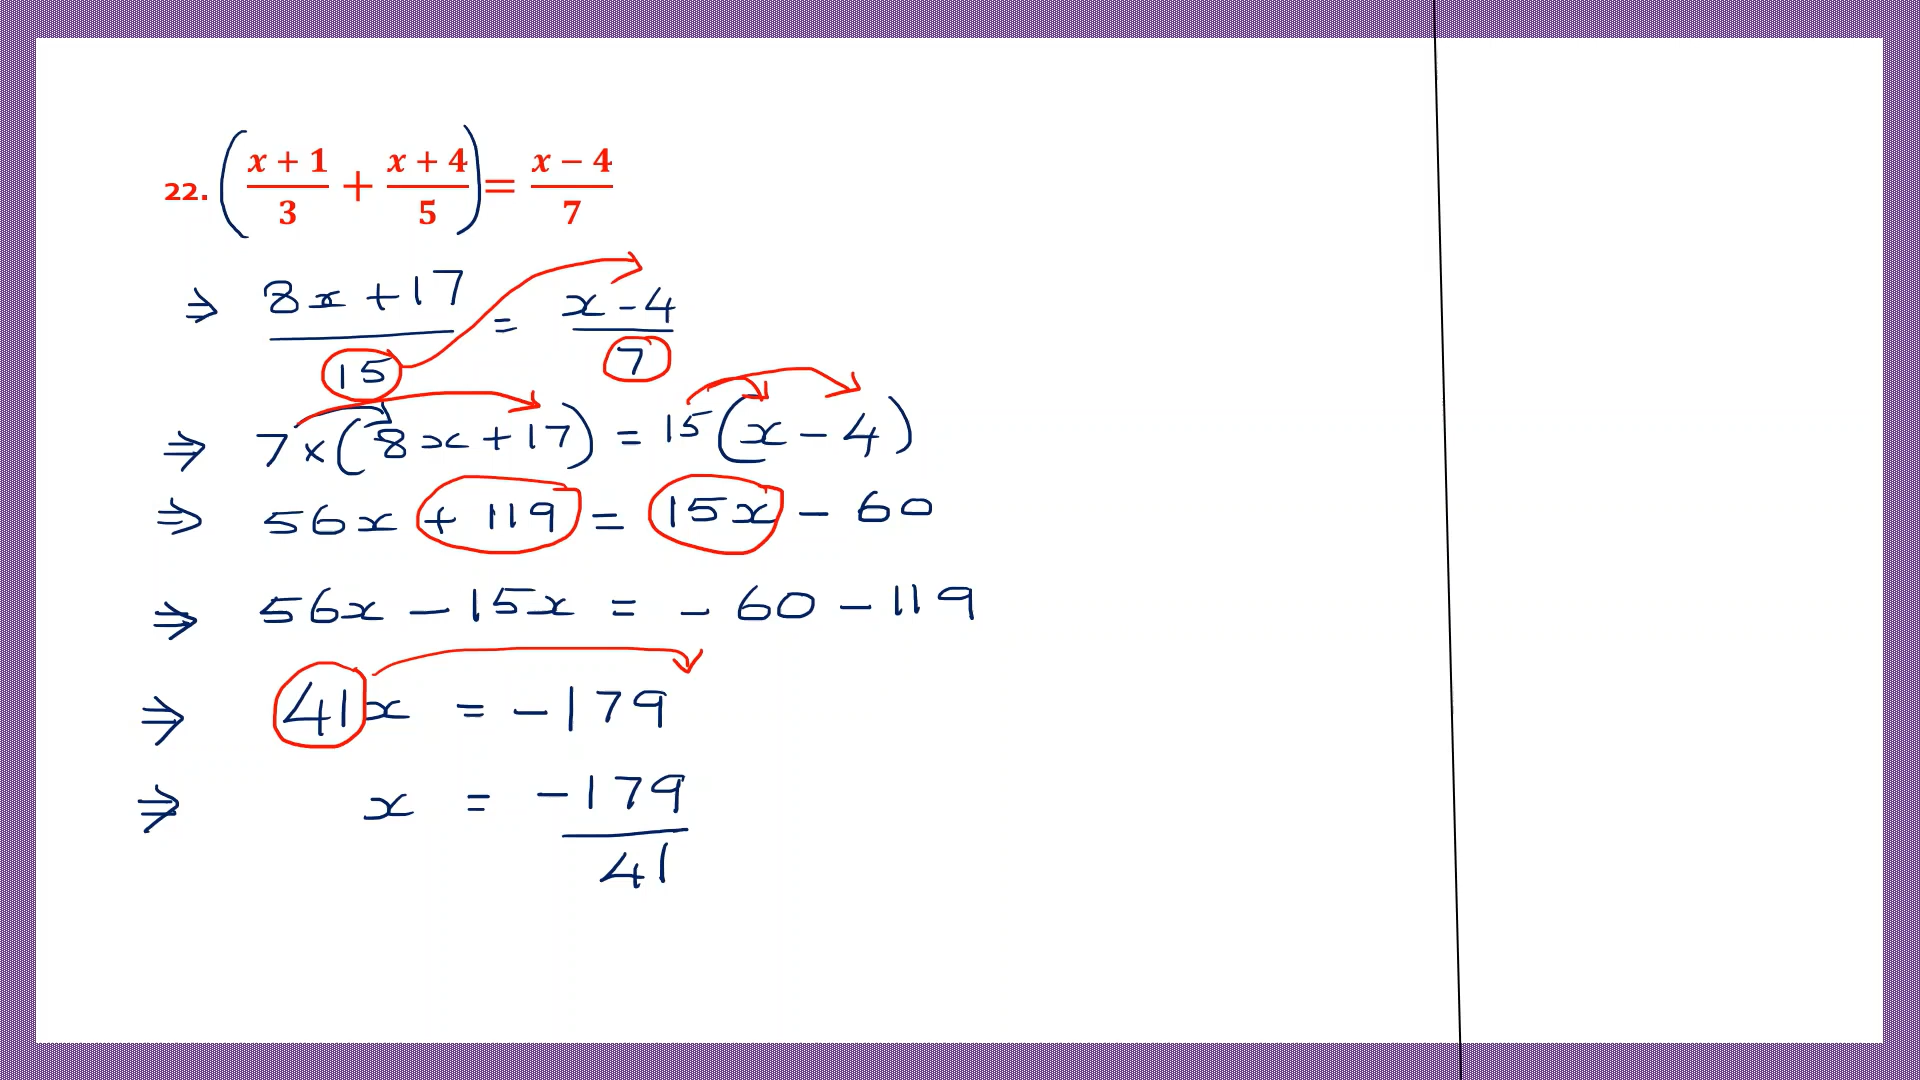 22. (x + 1/3 + x + 4/5) = x − 4/7
⇒ 8x + 17/15 = x - 4/7
⇒ 7 × (8x + 17) = 15(x - 4)
⇒ 56x + 119 = 15x - 60
⇒ 56x - 15x = - 60 - 119
⇒ 41x = -179
⇒ x = -179/41